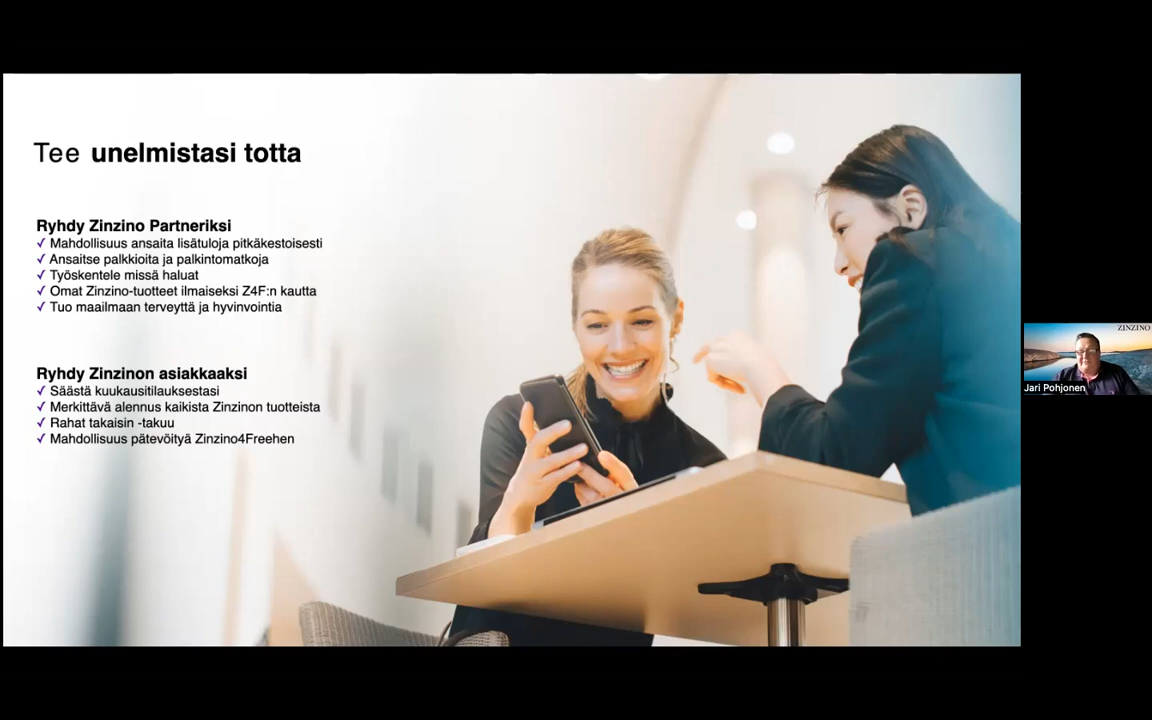 Tee unelmistasi totta
Ryhdy Zinzino Partneriksi
✓ Mahdollisuus ansaita lisätuloja pitkäkestoisesti
✓ Ansaitse palkkioita ja palkintomatkoja
✓ Työskentele missä haluat
✓ Omat Zinzino-tuotteet ilmaiseksi Z4F:n kautta
✓ Tuo maailmaan terveyttä ja hyvinvointia
Ryhdy Zinzinon asiakkaaksi
✓ Säästä kuukausitilauksestasi
✓ Merkittävä alennus kaikista Zinzinon tuotteista
✓ Rahat takaisin -takuu
✓ Mahdollisuus pätevöityä Zinzino4Freehen
ZINZINO
Jari Pohjonen